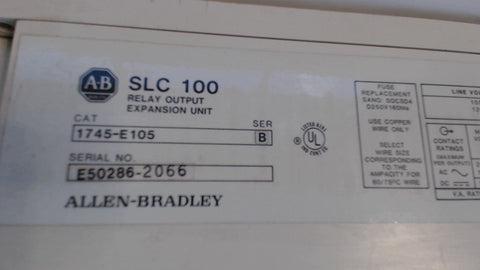 A-B
SLC 100
RELAY OUTPUT
EXPANSION UNIT
CAT
SER
1745-E105
B
SERIAL NO.
E50286-2066
ALLEN-BRADLEY
UL
FUSE
REPLACEMENT
USE COPPER
WIRE ONLY
SELECT
WIRE SIZE
CORRESPONDING
TO THE
AMPACITY FOR
60/75°C WIRE
LINE
CONTACT
RATINGS
(MAXIMUM
PER OUTPUT)
AC
DC
V.A.